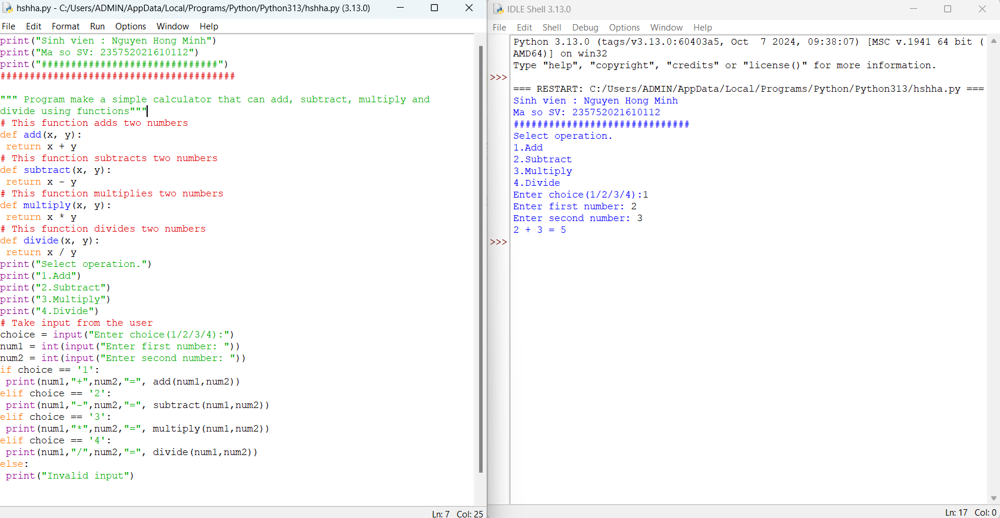 hshha.py - C:/Users/ADMIN/AppData/Local/Programs/Python/Python313/hshha.py (3.13.0)
File Edit Format Run Options Window Help
print("Sinh vien : Nguyen Hong Minh")
print("Ma so SV: 235752021610112")
print("##############################")
########################################
""" Program make a simple calculator that can add, subtract, multiply and
divide using functions"""
# This function adds two numbers
def add(x, y):
 return x + y
# This function subtracts two numbers
def subtract(x, y):
 return x - y
# This function multiplies two numbers
def multiply(x, y):
 return x * y
# This function divides two numbers
def divide(x, y):
 return x / y
print("Select operation.")
print("1.Add")
print("2.Subtract")
print("3.Multiply")
print("4.Divide")
# Take input from the user
choice = input("Enter choice(1/2/3/4):")
num1 = int(input("Enter first number: "))
num2 = int(input("Enter second number: "))
if choice == '1':
 print(num1,"+",num2,"=", add(num1,num2))
elif choice == '2':
 print(num1,"-",num2,"=", subtract(num1,num2))
elif choice == '3':
 print(num1,"*",num2,"=", multiply(num1,num2))
elif choice == '4':
 print(num1,"/",num2,"=", divide(num1,num2))
else:
 print("Invalid input")
Ln: 7 Col: 25
IDLE Shell 3.13.0
File Edit Shell Debug Options Window Help
Python 3.13.0 (tags/v3.13.0:60403a5, Oct  7 2024, 09:38:07) [MSC v.1941 64 bit (
AMD64)] on win32
Type "help", "copyright", "credits" or "license()" for more information.
>>>
=== RESTART: C:/Users/ADMIN/AppData/Local/Programs/Python/Python313/hshha.py ===
Sinh vien : Nguyen Hong Minh
Ma so SV: 235752021610112
##############################
Select operation.
1.Add
2.Subtract
3.Multiply
4.Divide
Enter choice(1/2/3/4):1
Enter first number: 2
Enter second number: 3
2 + 3 = 5
>>>
Ln: 17 Col: 0